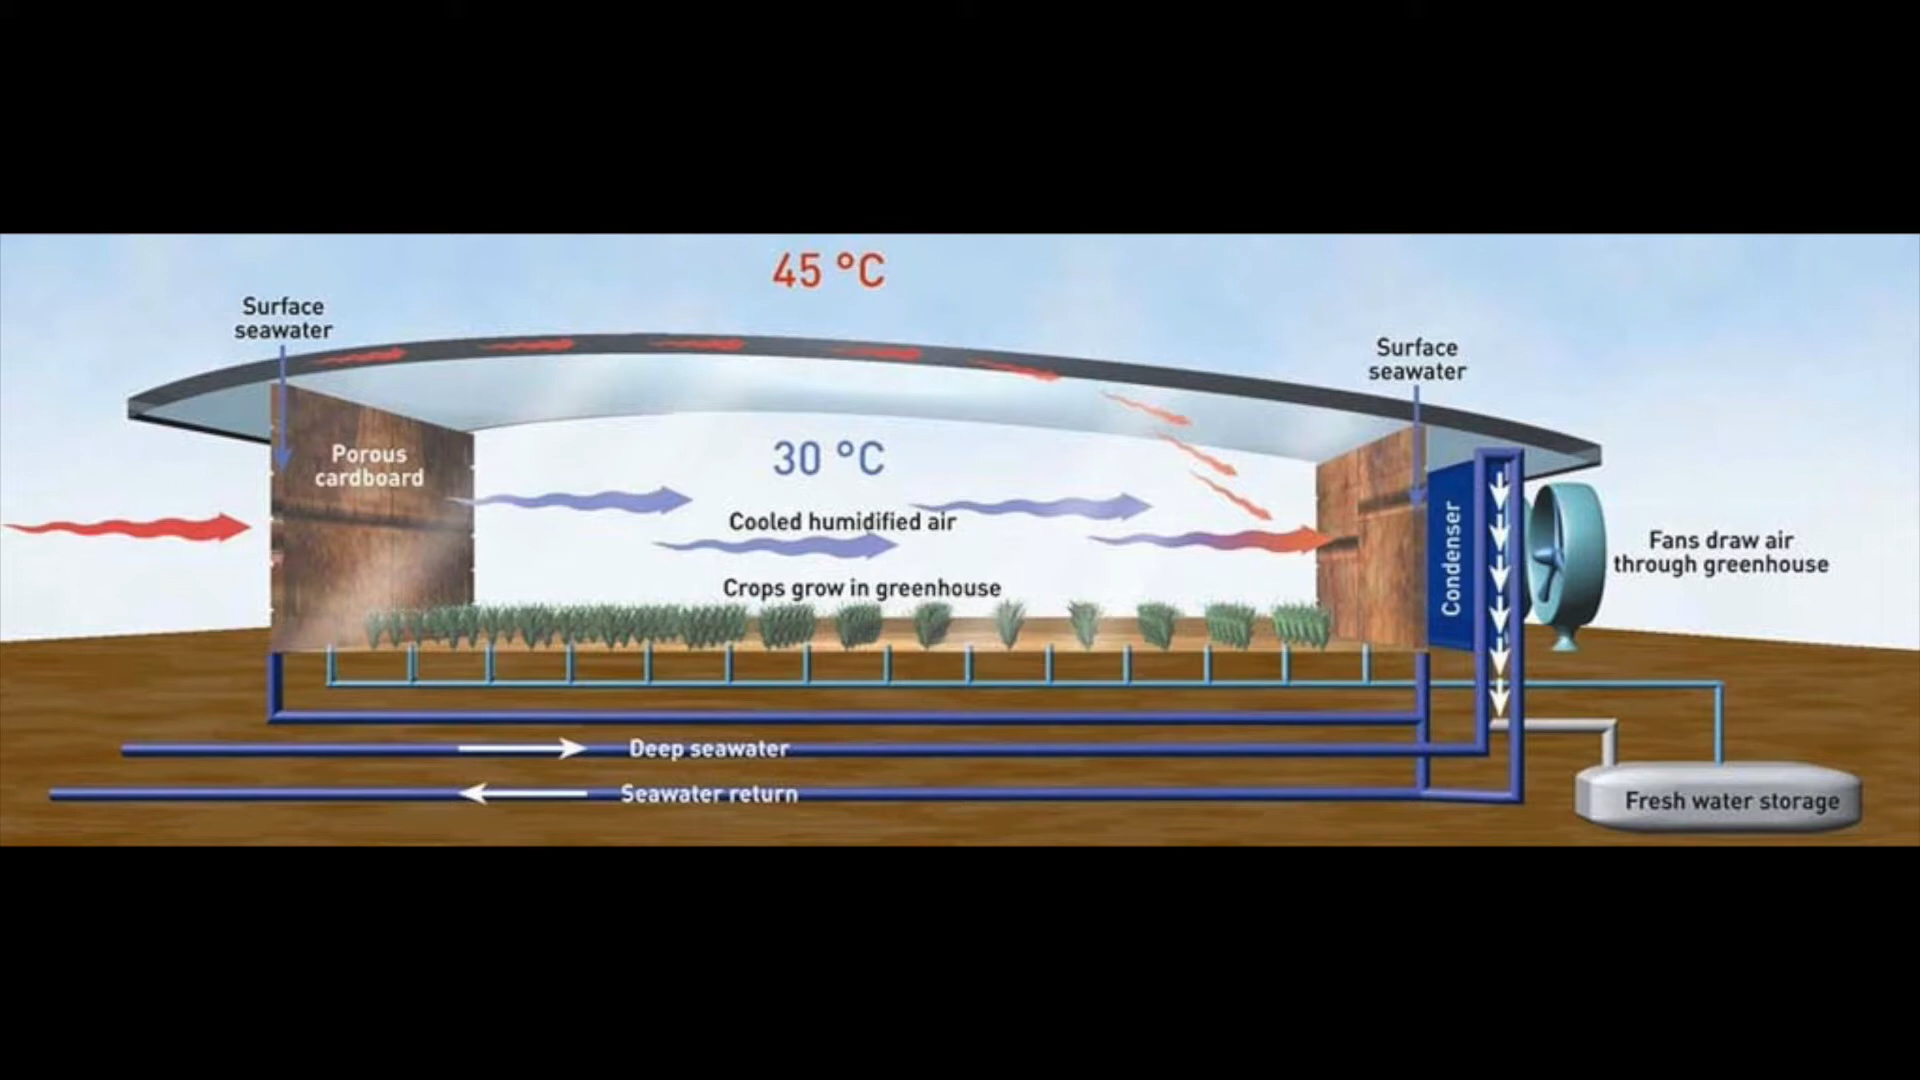 45 °C
Surface
seawater
Surface
seawater
Porous
cardboard
30 °C
Cooled humidified air
Crops grow in greenhouse
Condenser
Fans draw air
through greenhouse
Deep seawater
Seawater return
Fresh water storage